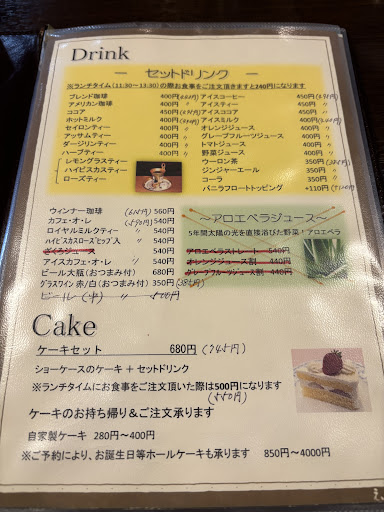 Drink
ー セットドリンク ー
※ランチタイム(11:30～13:30)の際お食事をご注文頂きますと240円になります
ブレンド珈琲 400円
アメリカン珈琲 400円
ココア 450円
ホットミルク 400円
セイロンティー 400円
アッサムティー 400円
ダージリンティー 400円
ハーブティー 〃
レモングラスティー
ハイビスカスティー
ローズティー
アイスコーヒー 450円
アイスティー
アイスココア
アイスミルク 400円
オレンジジュース 〃
グレープフルーツジュース 〃
トマトジュース 〃
野菜ジュース 〃
ウーロン茶 350円
ジンジャーエール 〃
コーラ 350円
バニラフロートッピング +110円
ウィンナー珈琲 560円
カフェ・オ・レ 540円
ロイヤルミルクティー 〃
ハイビスカスローズヒップ入 〃
ざくろジュース 540円
アイスカフェ・オ・レ 560円
ビール大瓶(おつまみ付) 630円
グラスワイン 赤/白(おつまみ付) 350円
ビール(中) 〃 500円
～アロエベラジュース～
5年間太陽の光を直接浴びた野菜!アロエベラ
アロエベラストレート 540円
オレンジジュース割 440円
グレープフルーツジュース割 440円
Cake
ケーキセット 680円(745円)
ショーケースのケーキ + セットドリンク
※ランチタイムにお食事をご注文頂いた際は500円になります
(550円)
ケーキのお持ち帰り＆ご注文承ります
自家製ケーキ 280円～400円
※ご予約により、お誕生日等ホールケーキも承ります 850円～4000円